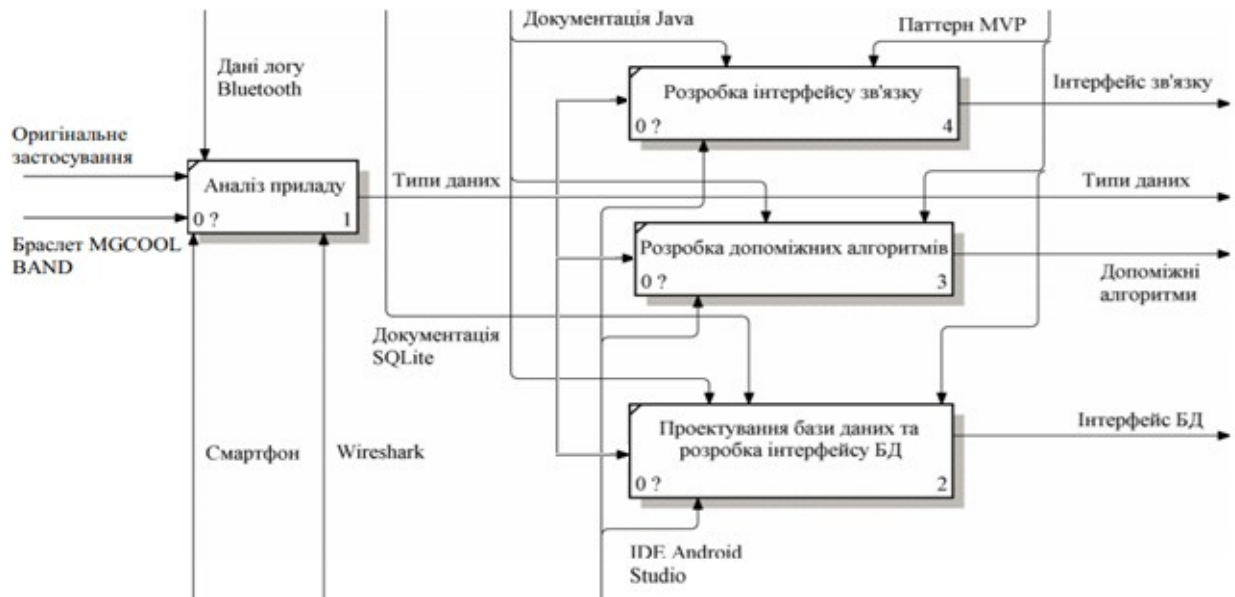 Документація Java
Паттерн MVP
Дані логу
Bluetooth
Розробка інтерфейсу зв'язку
0 ?
4
Інтерфейс зв'язку
Оригінальне
застосування
Аналіз приладу
0 ?
1
Типи даних
Типи даних
Браслет MGCOOL
BAND
Розробка допоміжних алгоритмів
0 ?
3
Допоміжні
алгоритми
Документація
SQLite
Проектування бази даних та
розробка інтерфейсу БД
0 ?
2
Інтерфейс БД
Смартфон
Wireshark
IDE Android
Studio